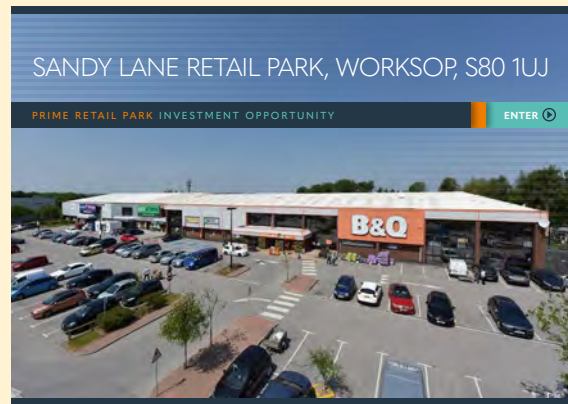 SANDY LANE RETAIL PARK, WORKSOP, S80 1UJ
PRIME RETAIL PARK INVESTMENT OPPORTUNITY
ENTER
B&Q